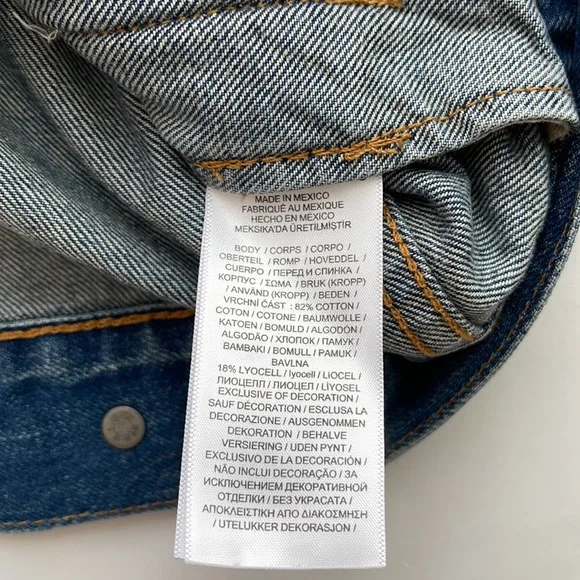 MADE IN MEXICO
FABRIQUÉ AU MEXIQUE
HECHO EN MÉXICO
MEKSIKA'DA ÜRETİLMİŞTİR
BODY / CORPS / CORPO /
OBERTEIL / ROMP / HOVEDDEL /
CUERPO / ПЕРЕД И СПИНКА /
КОРПУС / ΣΩΜΑ / BRUK (KROPP)
/ ANVÄND (KROPP) / BEDEN /
VRCHNÍ ČÁST : 82% COTTON /
COTON / COTONE / BAUMWOLLE /
KATOEN / BOMULD / ALGODÓN /
ALGODÃO / ХЛОПОК / ПАМУК /
ΒΑΜΒΑΚΙ / BOMULL / PAMUK /
BAVLNA
18% LYOCELL / lyocell / LiOCEL /
ЛИОЦЕЛЛ / ЛИОЦЕЛ / LİYOSEL
EXCLUSIVE OF DECORATION /
SAUF DÉCORATION / ESCLUSA LA
DECORAZIONE / AUSGENOMMEN
DEKORATION / BEHALVE
VERSIERING / UDEN PYNT /
EXCLUSIVO DE LA DECORACIÓN /
NÃO INCLUI DECORAÇÃO / ЗА
ИСКЛЮЧЕНИЕМ ДЕКОРАТИВНОЙ
ОТДЕЛКИ / БЕЗ УКРАСАТА /
ΑΠΟΚΛΕΙΣΤΙΚΗ ΑΠΟ ΔΙΑΚΟΣΜΗΣΗ
/ UTELUKKER DEKORASJON /